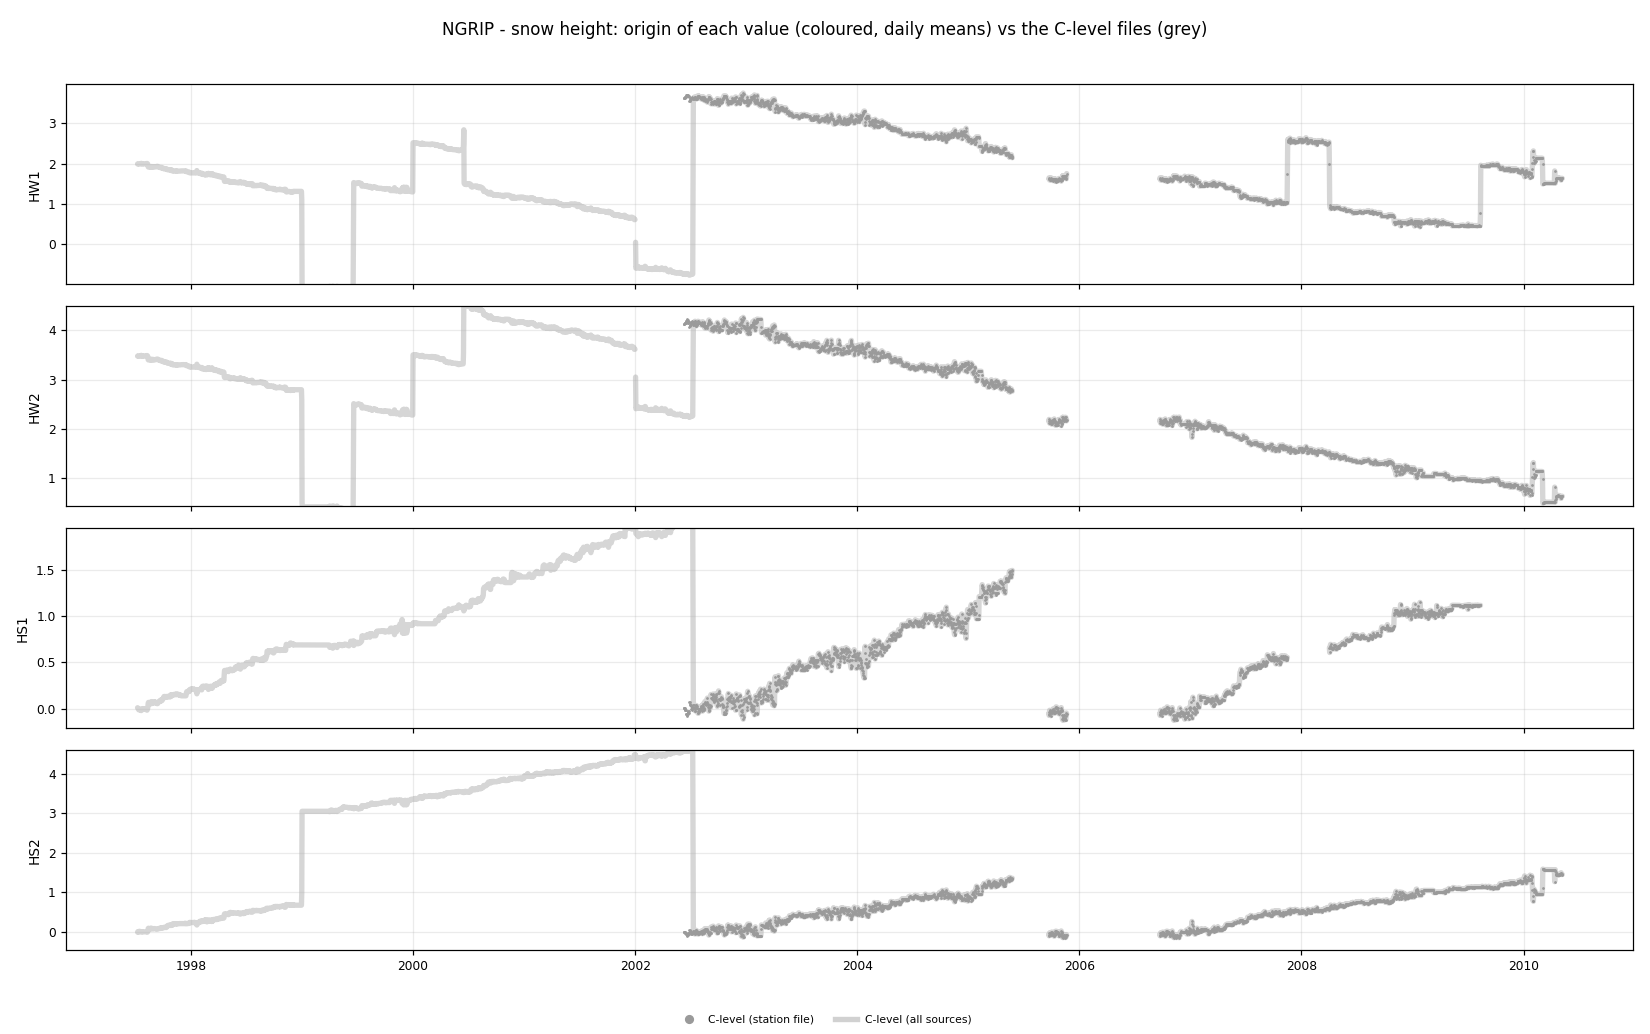 NGRIP - snow height: origin of each value (coloured, daily means) vs the C-level files (grey)
HW1
3
2
1
0
HW2
4
3
2
1
HS1
1.5
1.0
0.5
0.0
HS2
4
3
2
1
0
1998 2000 2002 2004 2006 2008 2010
C-level (station file) C-level (all sources)